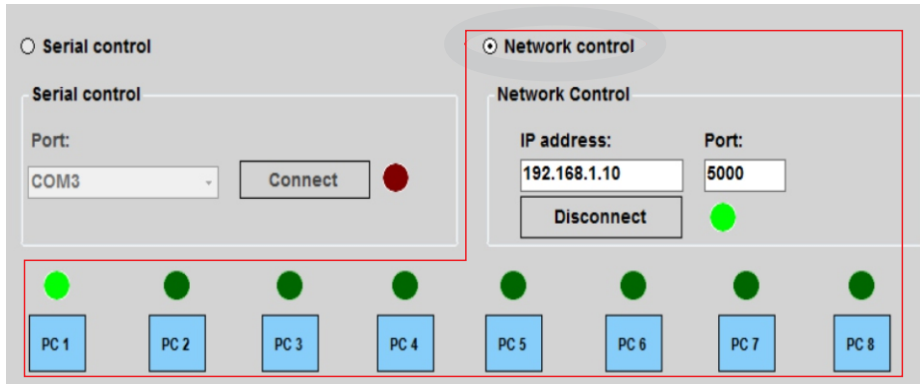 Serial control
Network control
Serial control
Network Control
Port:
IP address:
Port:
COM3
Connect
192.168.1.10
5000
Disconnect
PC 1
PC 2
PC 3
PC 4
PC 5
PC 6
PC 7
PC 8